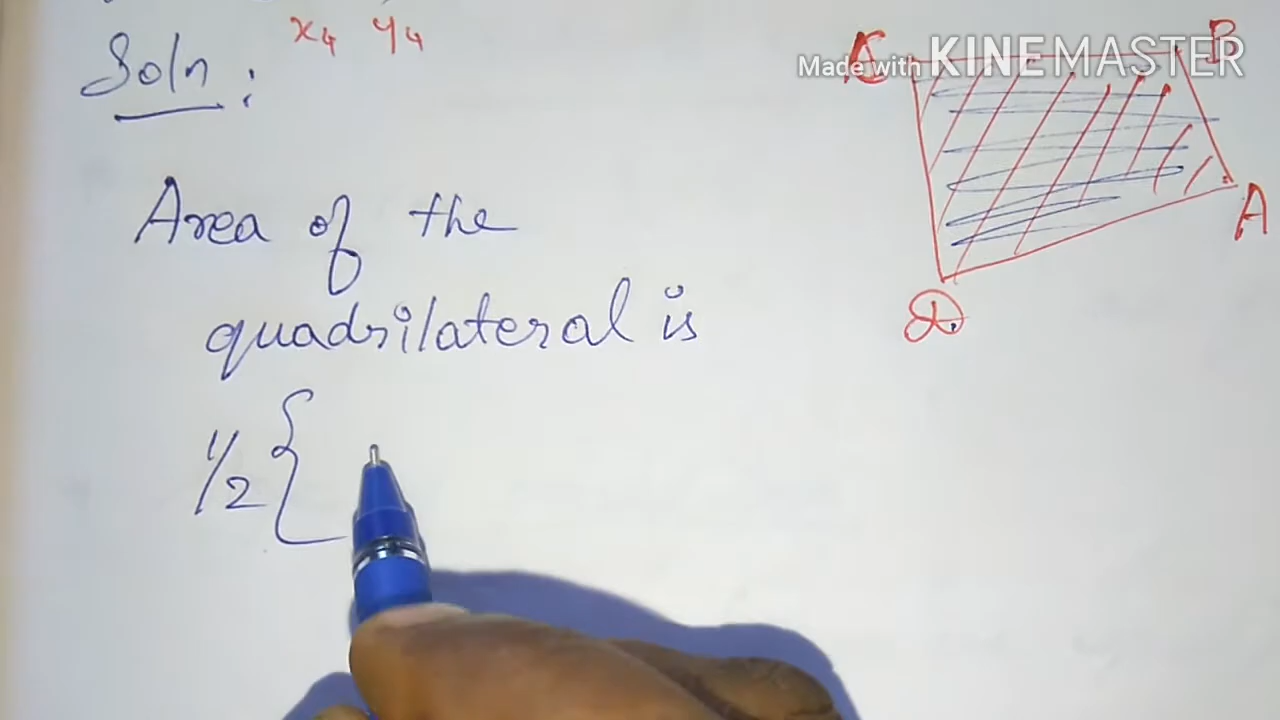 x4 y4
Soln :
Made with KINEMASTER
C
B
A
D
Area of the
quadrilateral is
1/2 {